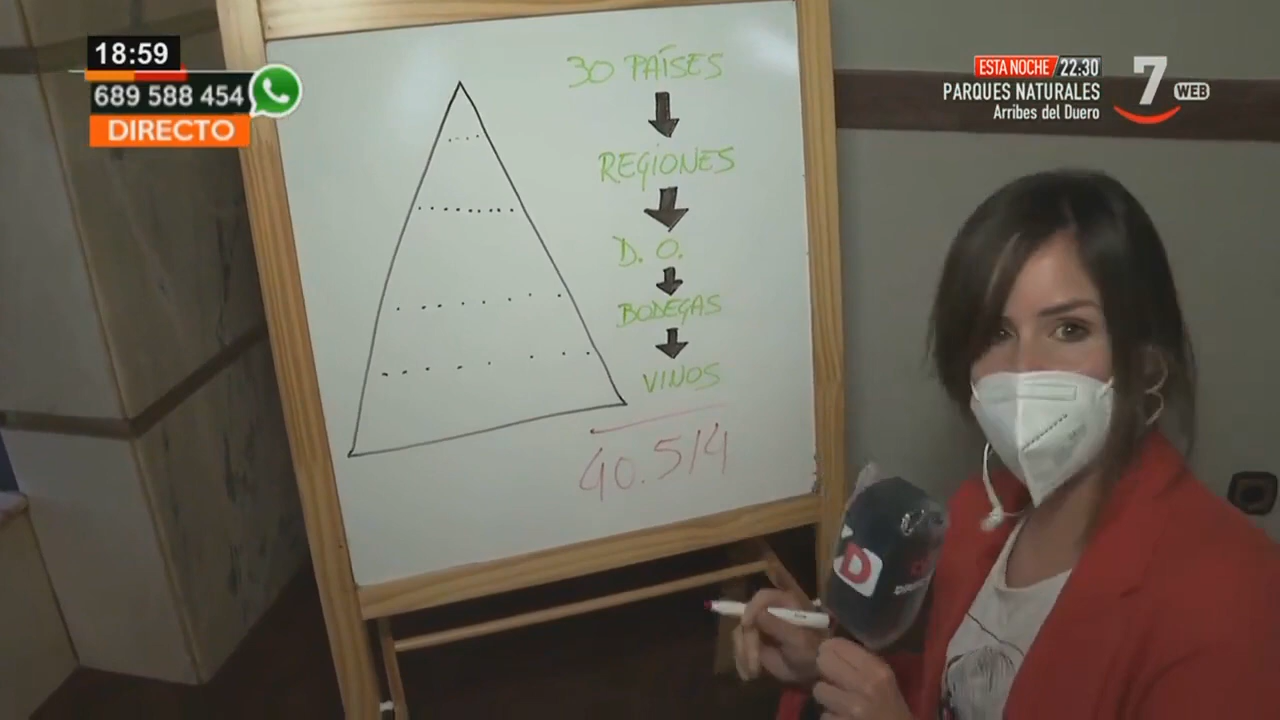 18:59
689 588 454
DIRECTO
ESTA NOCHE 22:30
PARQUES NATURALES
Arribes del Duero
7 WEB
30 PAÍSES
REGIONES
D. O.
BODEGAS
VINOS
40.514
D